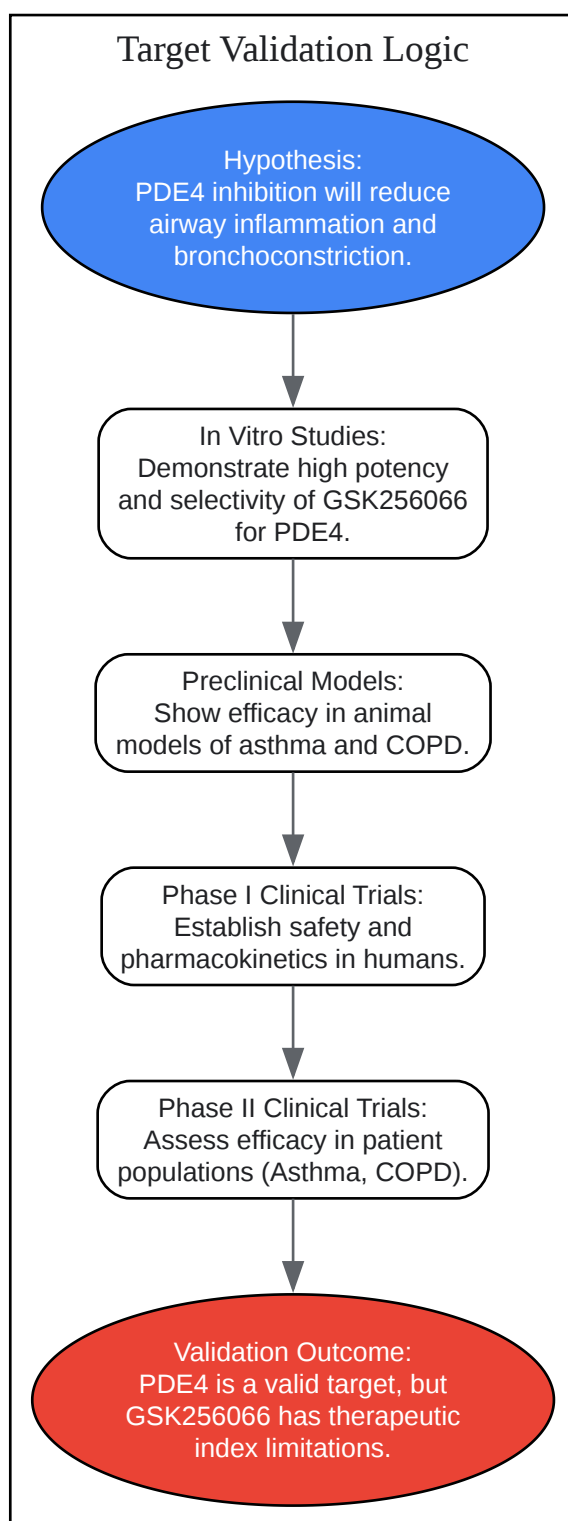 Target Validation Logic
Hypothesis:
PDE4 inhibition will reduce
airway inflammation and
bronchoconstriction.
In Vitro Studies:
Demonstrate high potency
and selectivity of GSK256066
for PDE4.
Preclinical Models:
Show efficacy in animal
models of asthma and COPD.
Phase I Clinical Trials:
Establish safety and
pharmacokinetics in humans.
Phase II Clinical Trials:
Assess efficacy in patient
populations (Asthma, COPD).
Validation Outcome:
PDE4 is a valid target, but
GSK256066 has therapeutic
index limitations.